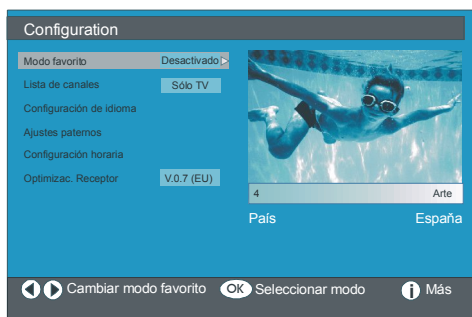 Configuration
Modo favorito Desactivado
Lista de canales Sólo TV
Configuración de idioma
Ajustes paternos
Configuración horaria
Optimizac. Receptor V.0.7 (EU)
4 Arte
País España
Cambiar modo favorito OK Seleccionar modo i Más